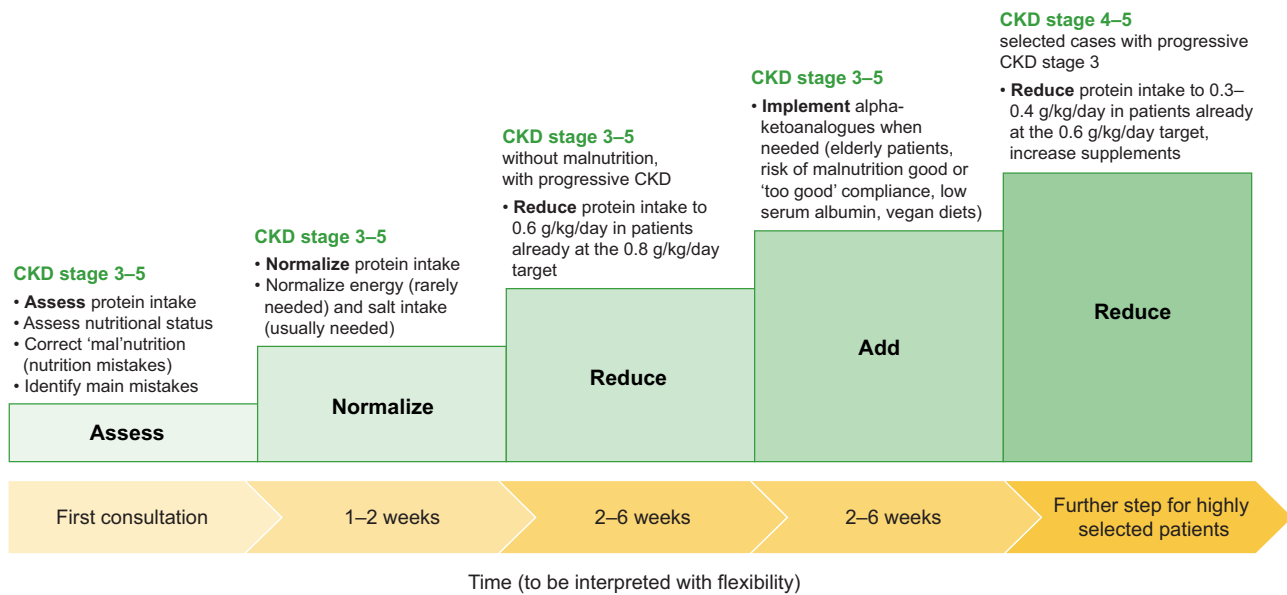 CKD stage 3–5
• Assess protein intake
• Assess nutritional status
• Correct ‘mal’nutrition
(nutrition mistakes)
• Identify main mistakes
Assess
CKD stage 3–5
• Normalize protein intake
• Normalize energy (rarely
needed) and salt intake
(usually needed)
Normalize
CKD stage 3–5
without malnutrition,
with progressive CKD
• Reduce protein intake to
0.6 g/kg/day in patients
already at the 0.8 g/kg/day
target
Reduce
CKD stage 3–5
• Implement alpha-
ketoanalogues when
needed (elderly patients,
risk of malnutrition good or
‘too good’ compliance, low
serum albumin, vegan diets)
Add
CKD stage 4–5
selected cases with progressive
CKD stage 3
• Reduce protein intake to 0.3–
0.4 g/kg/day in patients already
at the 0.6 g/kg/day target,
increase supplements
Reduce
First consultation
1–2 weeks
2–6 weeks
2–6 weeks
Further step for highly
selected patients
Time (to be interpreted with flexibility)